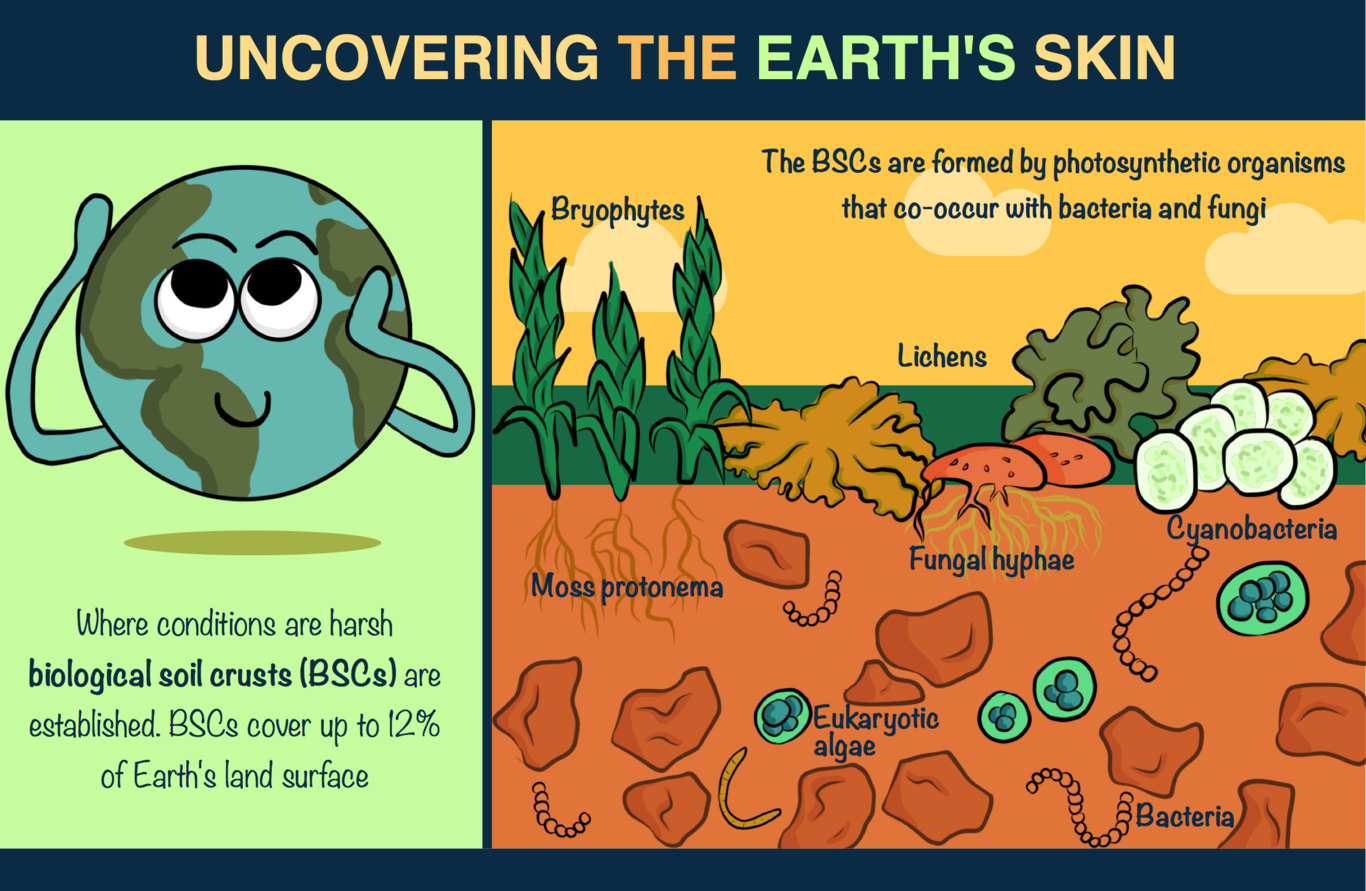 UNCOVERING THE EARTH'S SKIN
Where conditions are harsh
biological soil crusts (BSCs) are
established. BSCs cover up to 12%
of Earth's land surface
The BSCs are formed by photosynthetic organisms
that co-occur with bacteria and fungi
Bryophytes
Lichens
Cyanobacteria
Fungal hyphae
Moss protonema
Eukaryotic
algae
Bacteria